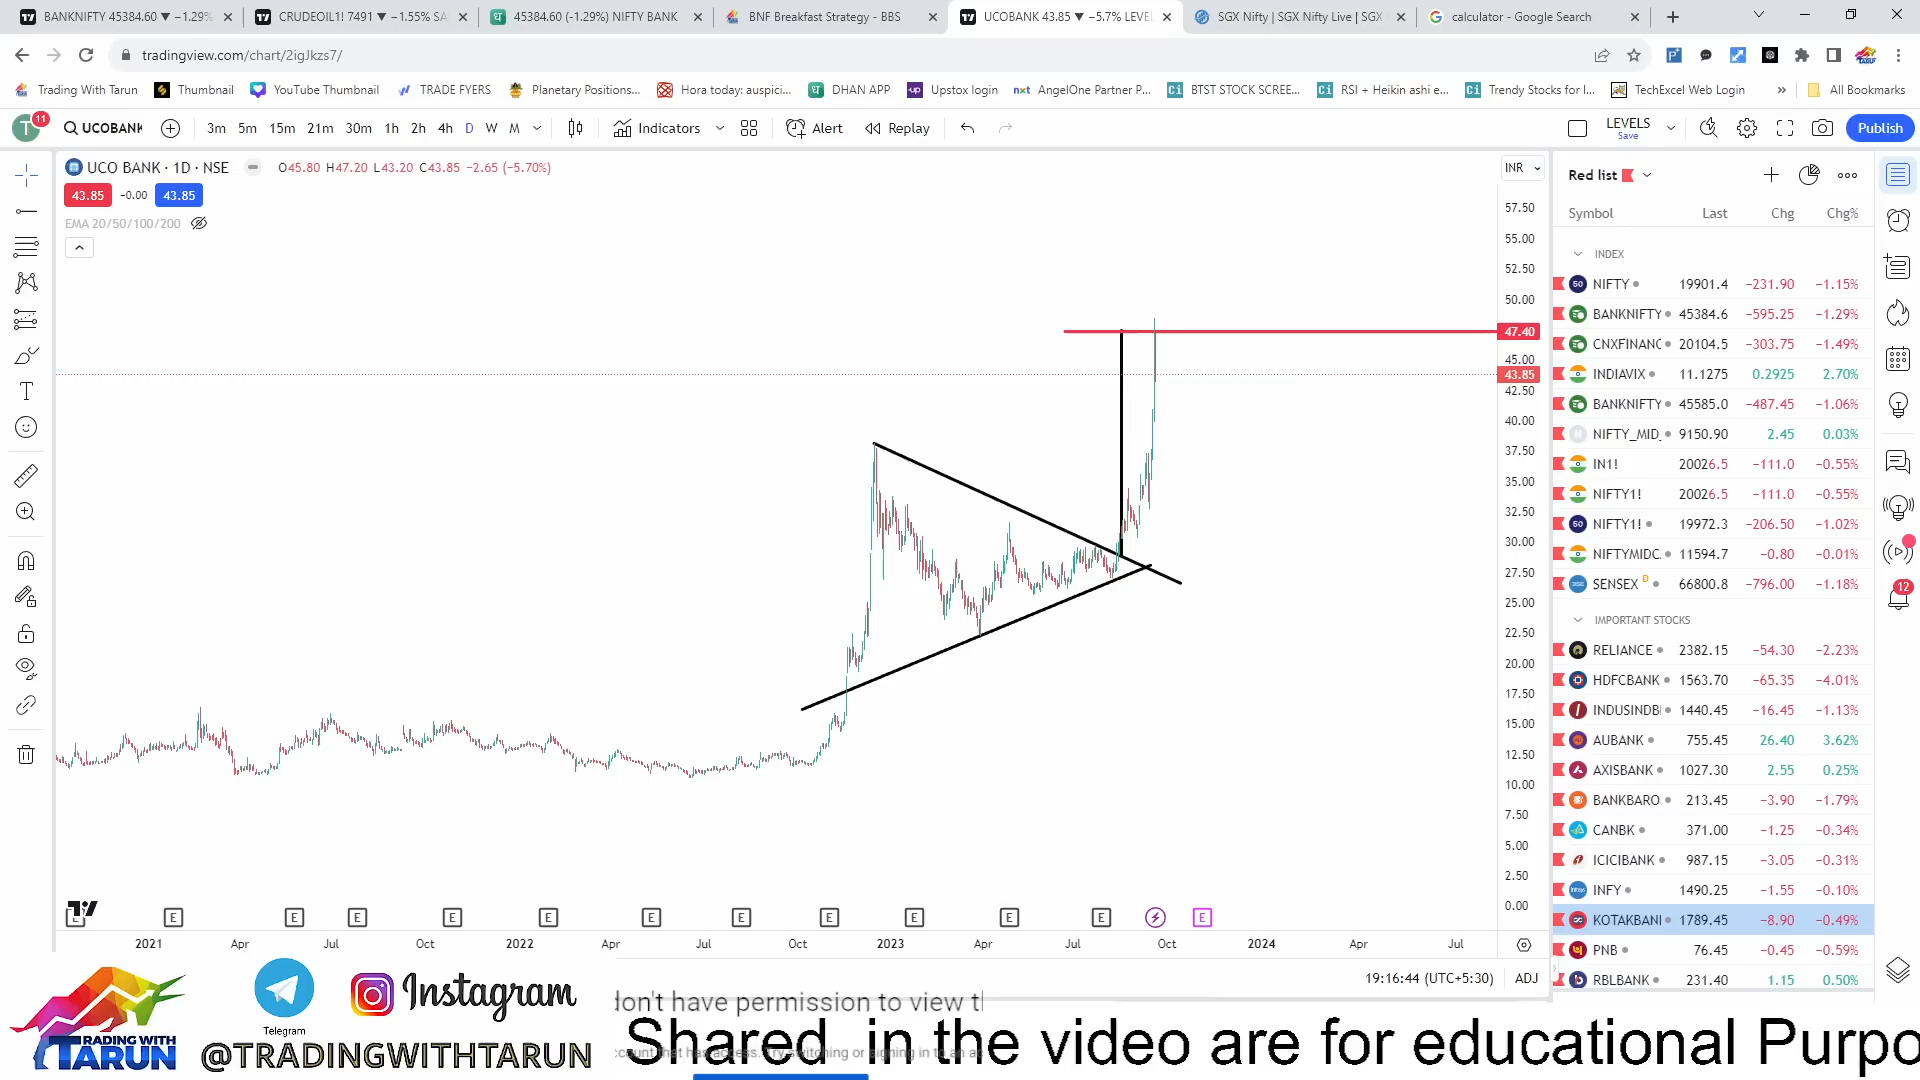 BANKNIFTY 45384.60 ▼ −1.29%
CRUDEOIL1! 7491 ▼ −1.55% SA
45384.60 (-1.29%) NIFTY BANK
BNF Breakfast Strategy - BBS
UCOBANK 43.85 ▼ −5.7% LEVEL
SGX Nifty | SGX Nifty Live | SGX
calculator - Google Search
tradingview.com/chart/2igJkzs7/
Trading With Tarun
Thumbnail
YouTube Thumbnail
TRADE FYERS
Planetary Positions...
Hora today: auspici...
DHAN APP
Upstox login
AngelOne Partner P...
BTST STOCK SCREE...
RSI + Heikin ashi e...
Trendy Stocks for I...
TechExcel Web Login
»
All Bookmarks
T 11
UCOBANK
3m 5m 15m 21m 30m 1h 2h 4h D W M
Indicators
Alert
Replay
LEVELS
Save
Publish
UCO BANK · 1D · NSE
O45.80 H47.20 L43.20 C43.85 −2.65 (−5.70%)
43.85 −0.00 43.85
EMA 20/50/100/200
INR
57.50
55.00
52.50
50.00
47.40
45.00
43.85
42.50
40.00
37.50
35.00
32.50
30.00
27.50
25.00
22.50
20.00
17.50
15.00
12.50
10.00
7.50
5.00
2.50
0.00
E E E E E E E E E E E E
2021 Apr Jul Oct 2022 Apr Jul Oct 2023 Apr Jul Oct 2024 Apr Jul
19:16:44 (UTC+5:30) ADJ
Red list
Symbol Last Chg Chg%
INDEX
NIFTY 19901.4 −231.90 −1.15%
BANKNIFTY 45384.6 −595.25 −1.29%
CNXFINANC 20104.5 −303.75 −1.49%
INDIAVIX 11.1275 0.2925 2.70%
BANKNIFTY 45585.0 −487.45 −1.06%
NIFTY_MID_ 9150.90 2.45 0.03%
IN1! 20026.5 −111.0 −0.55%
NIFTY1! 20026.5 −111.0 −0.55%
NIFTY1! 19972.3 −206.50 −1.02%
NIFTYMIDC. 11594.7 −0.80 −0.01%
SENSEX D 66800.8 −796.00 −1.18%
IMPORTANT STOCKS
RELIANCE 2382.15 −54.30 −2.23%
HDFCBANK 1563.70 −65.35 −4.01%
INDUSINDBI 1440.45 −16.45 −1.13%
AUBANK 755.45 26.40 3.62%
AXISBANK 1027.30 2.55 0.25%
BANKBARO 213.45 −3.90 −1.79%
CANBK 371.00 −1.25 −0.34%
ICICIBANK 987.15 −3.05 −0.31%
INFY 1490.25 −1.55 −0.10%
KOTAKBANI 1789.45 −8.90 −0.49%
PNB 76.45 −0.45 −0.59%
RBLBANK 231.40 1.15 0.50%
12
TRADING WITH
TARUN
Telegram
Instagram
@TRADINGWITHTARUN
don't have permission to view tl
Shared in the video are for educational Purpo